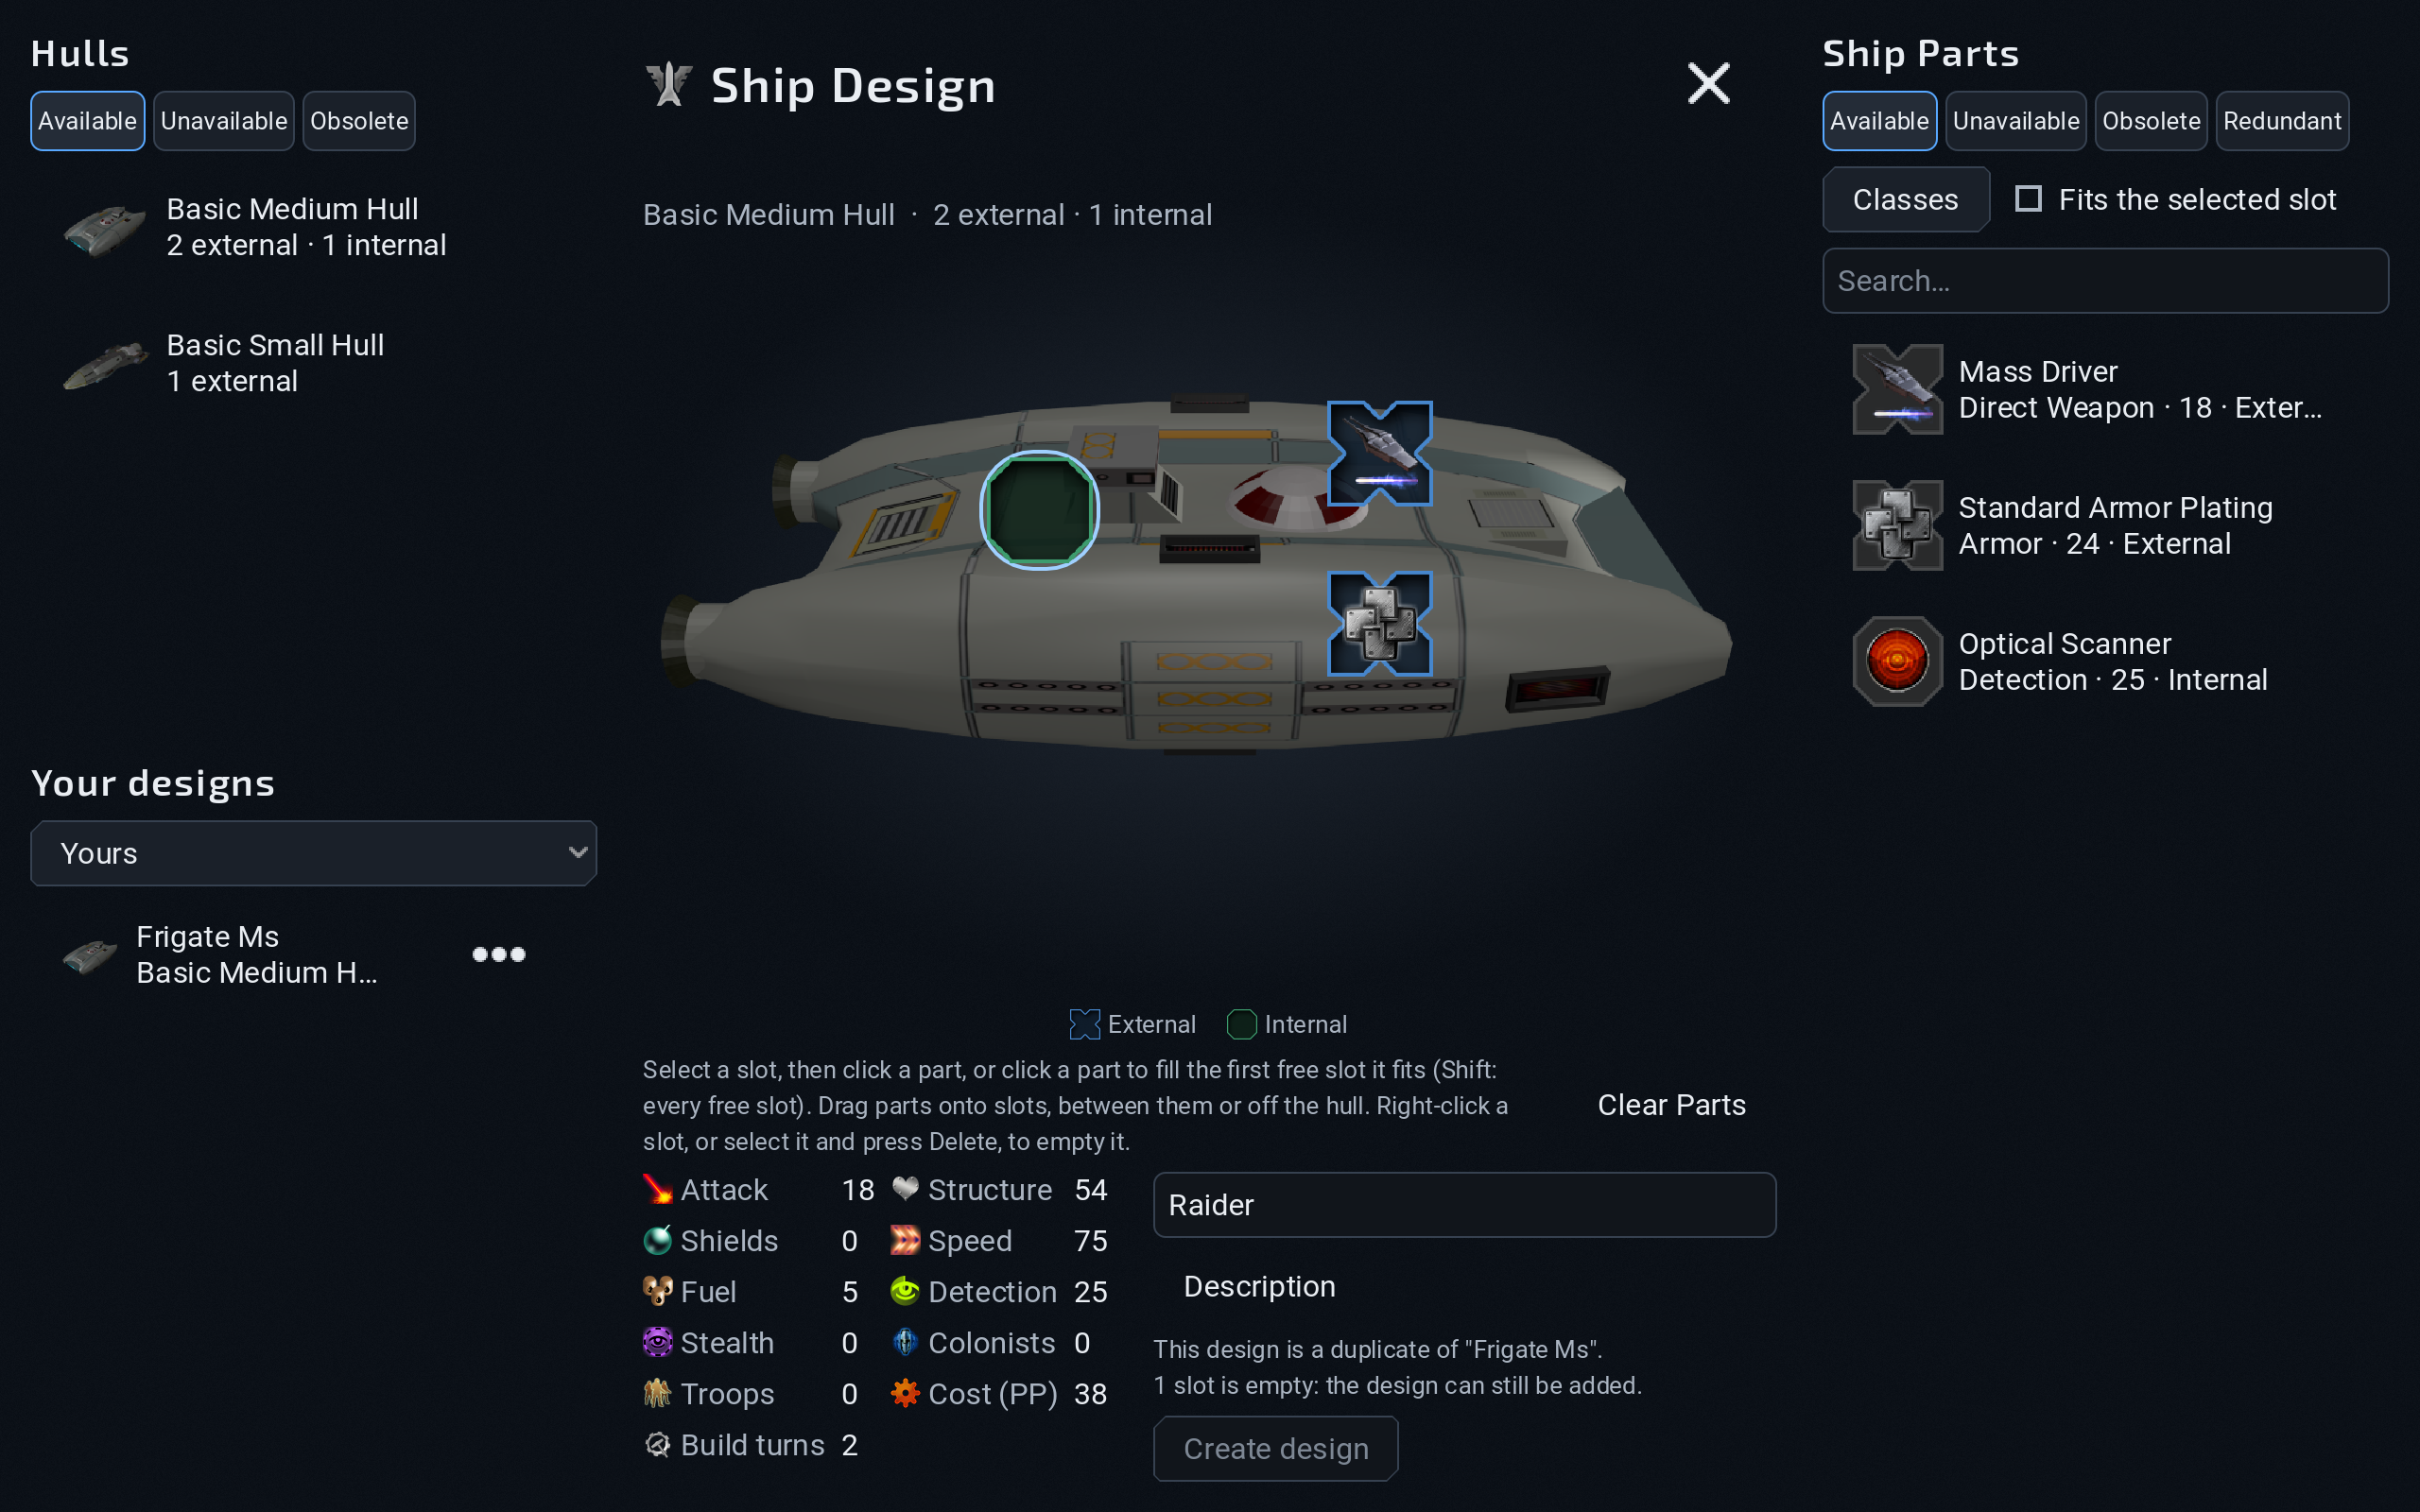 Hulls
Available
Unavailable
Obsolete
Basic Medium Hull
2 external · 1 internal
Basic Small Hull
1 external
Your designs
Yours
Frigate Ms
Basic Medium H...
Ship Design
Basic Medium Hull · 2 external · 1 internal
External
Internal
Select a slot, then click a part, or click a part to fill the first free slot it fits (Shift:
every free slot). Drag parts onto slots, between them or off the hull. Right-click a
slot, or select it and press Delete, to empty it.
Clear Parts
Attack 18
Structure 54
Shields 0
Speed 75
Fuel 5
Detection 25
Stealth 0
Colonists 0
Troops 0
Cost (PP) 38
Build turns 2
Raider
Description
This design is a duplicate of "Frigate Ms".
1 slot is empty: the design can still be added.
Create design
Ship Parts
Available
Unavailable
Obsolete
Redundant
Classes
Fits the selected slot
Search...
Mass Driver
Direct Weapon · 18 · Exter...
Standard Armor Plating
Armor · 24 · External
Optical Scanner
Detection · 25 · Internal